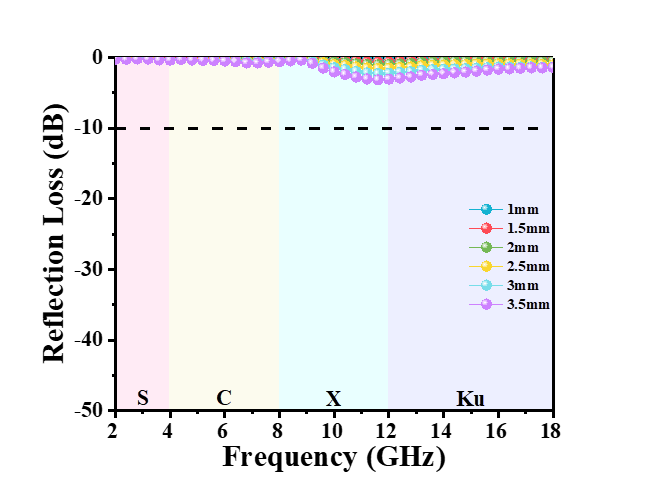 Reflection Loss (dB)
0
-10
-20
-30
-40
-50
1mm
1.5mm
2mm
2.5mm
3mm
3.5mm
S C X Ku
2 4 6 8 10 12 14 16 18
Frequency (GHz)